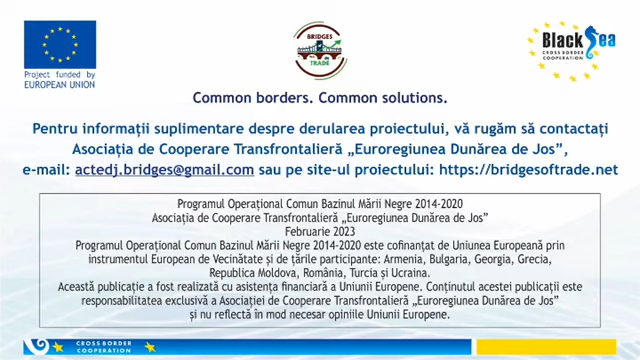 Project funded by
EUROPEAN UNION
BRIDGES
OF
TRADE
Black Sea
CROSS BORDER
COOPERATION
Common borders. Common solutions.
Pentru informații suplimentare despre derularea proiectului, vă rugăm să contactați
Asociația de Cooperare Transfrontalieră „Euroregiunea Dunărea de Jos”,
e-mail: actedj.bridges@gmail.com sau pe site-ul proiectului: https://bridgesoftrade.net
Programul Operațional Comun Bazinul Mării Negre 2014-2020
Asociația de Cooperare Transfrontalieră „Euroregiunea Dunărea de Jos”
Februarie 2023
Programul Operațional Comun Bazinul Mării Negre 2014-2020 este cofinanțat de Uniunea Europeană prin
instrumentul European de Vecinătate și de țările participante: Armenia, Bulgaria, Georgia, Grecia,
Republica Moldova, România, Turcia și Ucraina.
Această publicație a fost realizată cu asistența financiară a Uniunii Europene. Conținutul acestei publicații este
responsabilitatea exclusivă a Asociației de Cooperare Transfrontalieră „Euroregiunea Dunărea de Jos”
și nu reflectă în mod necesar opiniile Uniunii Europene.
CROSS BORDER
COOPERATION